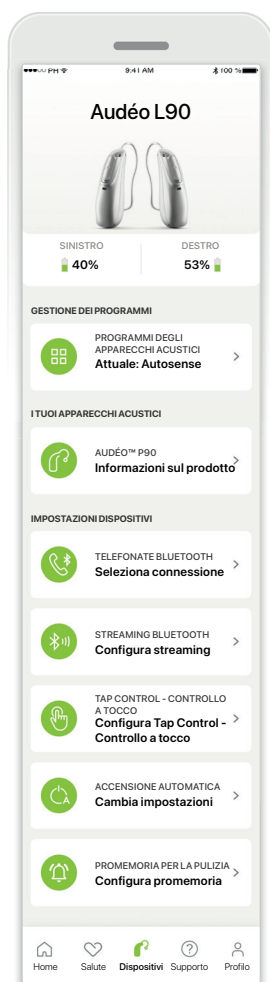 PH
9:41 AM
100 %
Audéo L90
SINISTRO
DESTRO
40%
53%
GESTIONE DEI PROGRAMMI
PROGRAMMI DEGLI
APPARECCHI ACUSTICI
Attuale: Autosense
I TUOI APPARECCHI ACUSTICI
AUDÉO™ P90
Informazioni sul prodotto
IMPOSTAZIONI DISPOSITIVI
TELEFONATE BLUETOOTH
Seleziona connessione
STREAMING BLUETOOTH
Configura streaming
TAP CONTROL - CONTROLLO
A TOCCO
Configura Tap Control -
Controllo a tocco
ACCENSIONE AUTOMATICA
Cambia impostazioni
PROMEMORIA PER LA PULIZIA
Configura promemoria
Home
Salute
Dispositivi
Supporto
Profilo